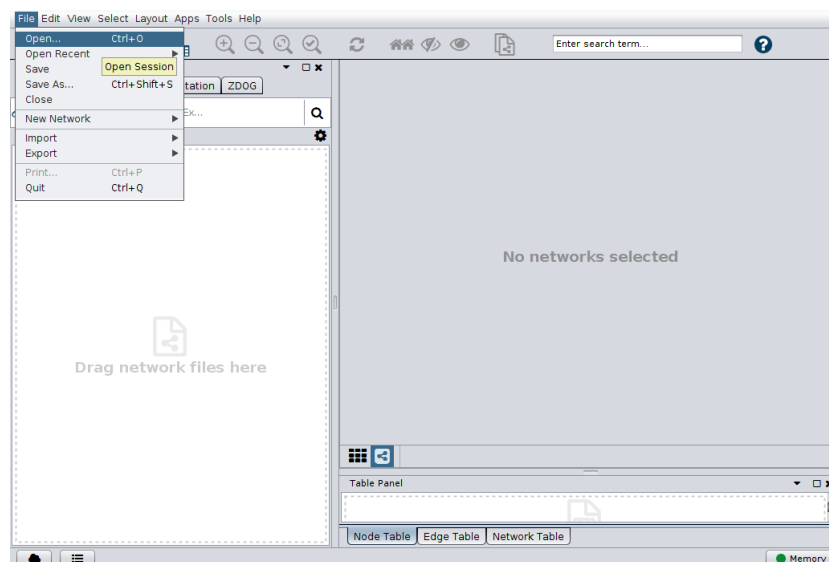 File Edit View Select Layout Apps Tools Help
Open... Ctrl+O
Open Recent
Save
Open Session
Save As... Ctrl+Shift+S
Close
New Network
Import
Export
Print... Ctrl+P
Quit Ctrl+Q
Enter search term...
?
tation ZDOG
Ex...
Drag network files here
No networks selected
Table Panel
Node Table Edge Table Network Table
Memory